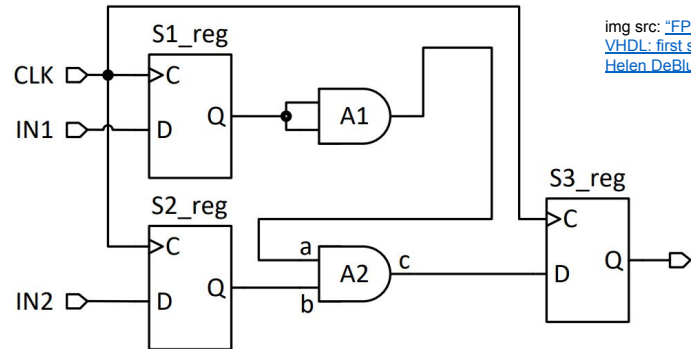 img src: “FP
VHDL: first s
Helen DeBlu
S1_reg
CLK
C
IN1
D
Q
A1
S2_reg
C
IN2
D
Q
a
b
A2
c
S3_reg
C
D
Q